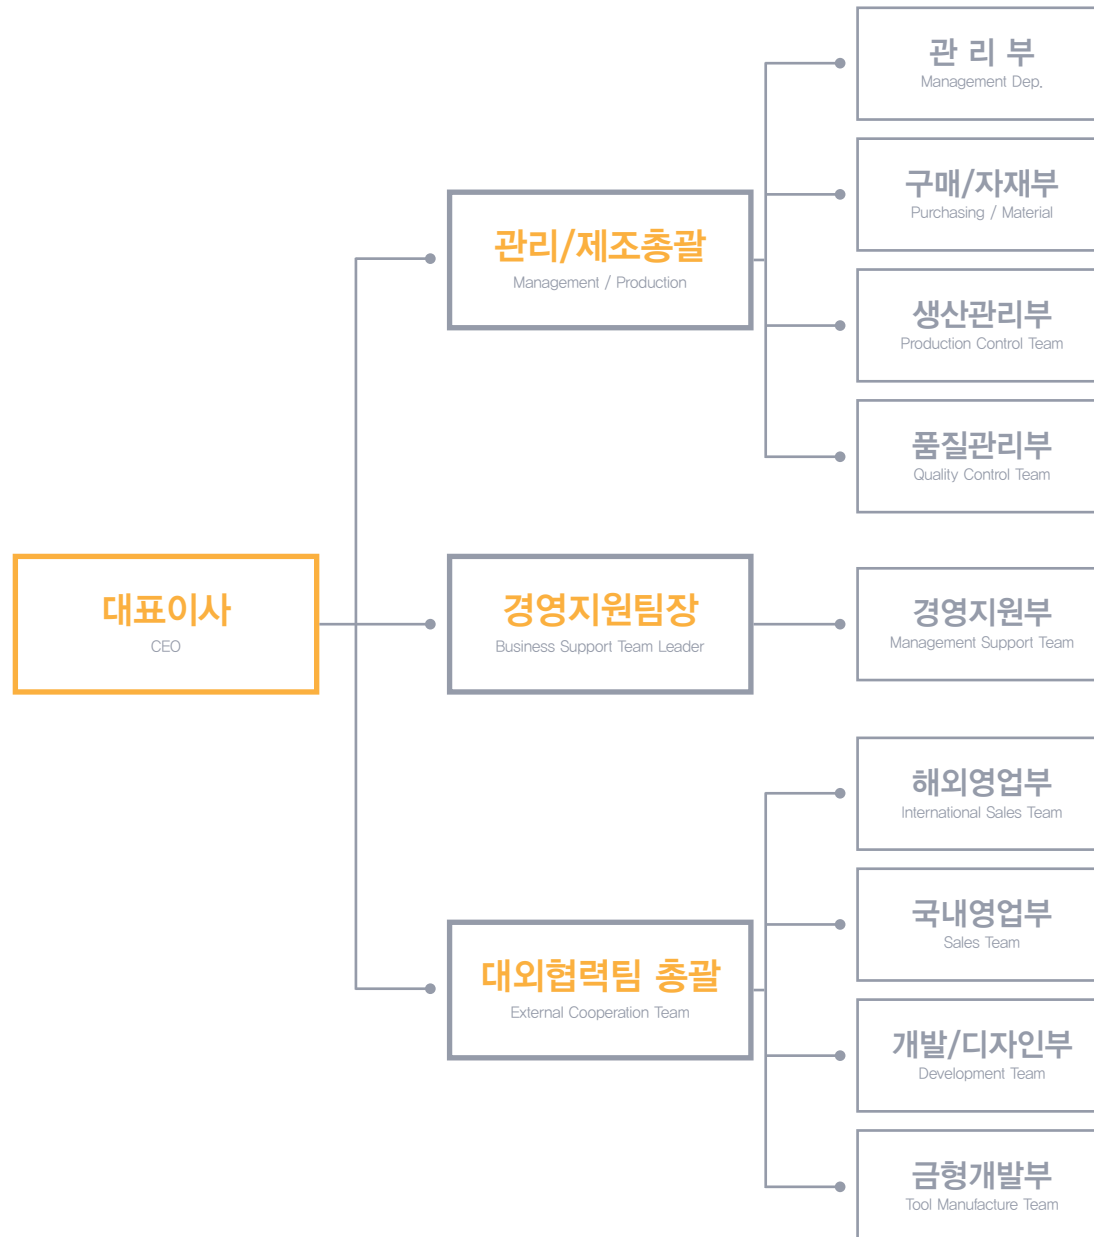 관 리 부
Management Dep.
구매/자재부
Purchasing / Material
관리/제조총괄
Management / Production
생산관리부
Production Control Team
품질관리부
Quality Control Team
대표이사
CEO
경영지원팀장
Business Support Team Leader
경영지원부
Management Support Team
해외영업부
International Sales Team
국내영업부
Sales Team
대외협력팀 총괄
External Cooperation Team
개발/디자인부
Development Team
금형개발부
Tool Manufacture Team